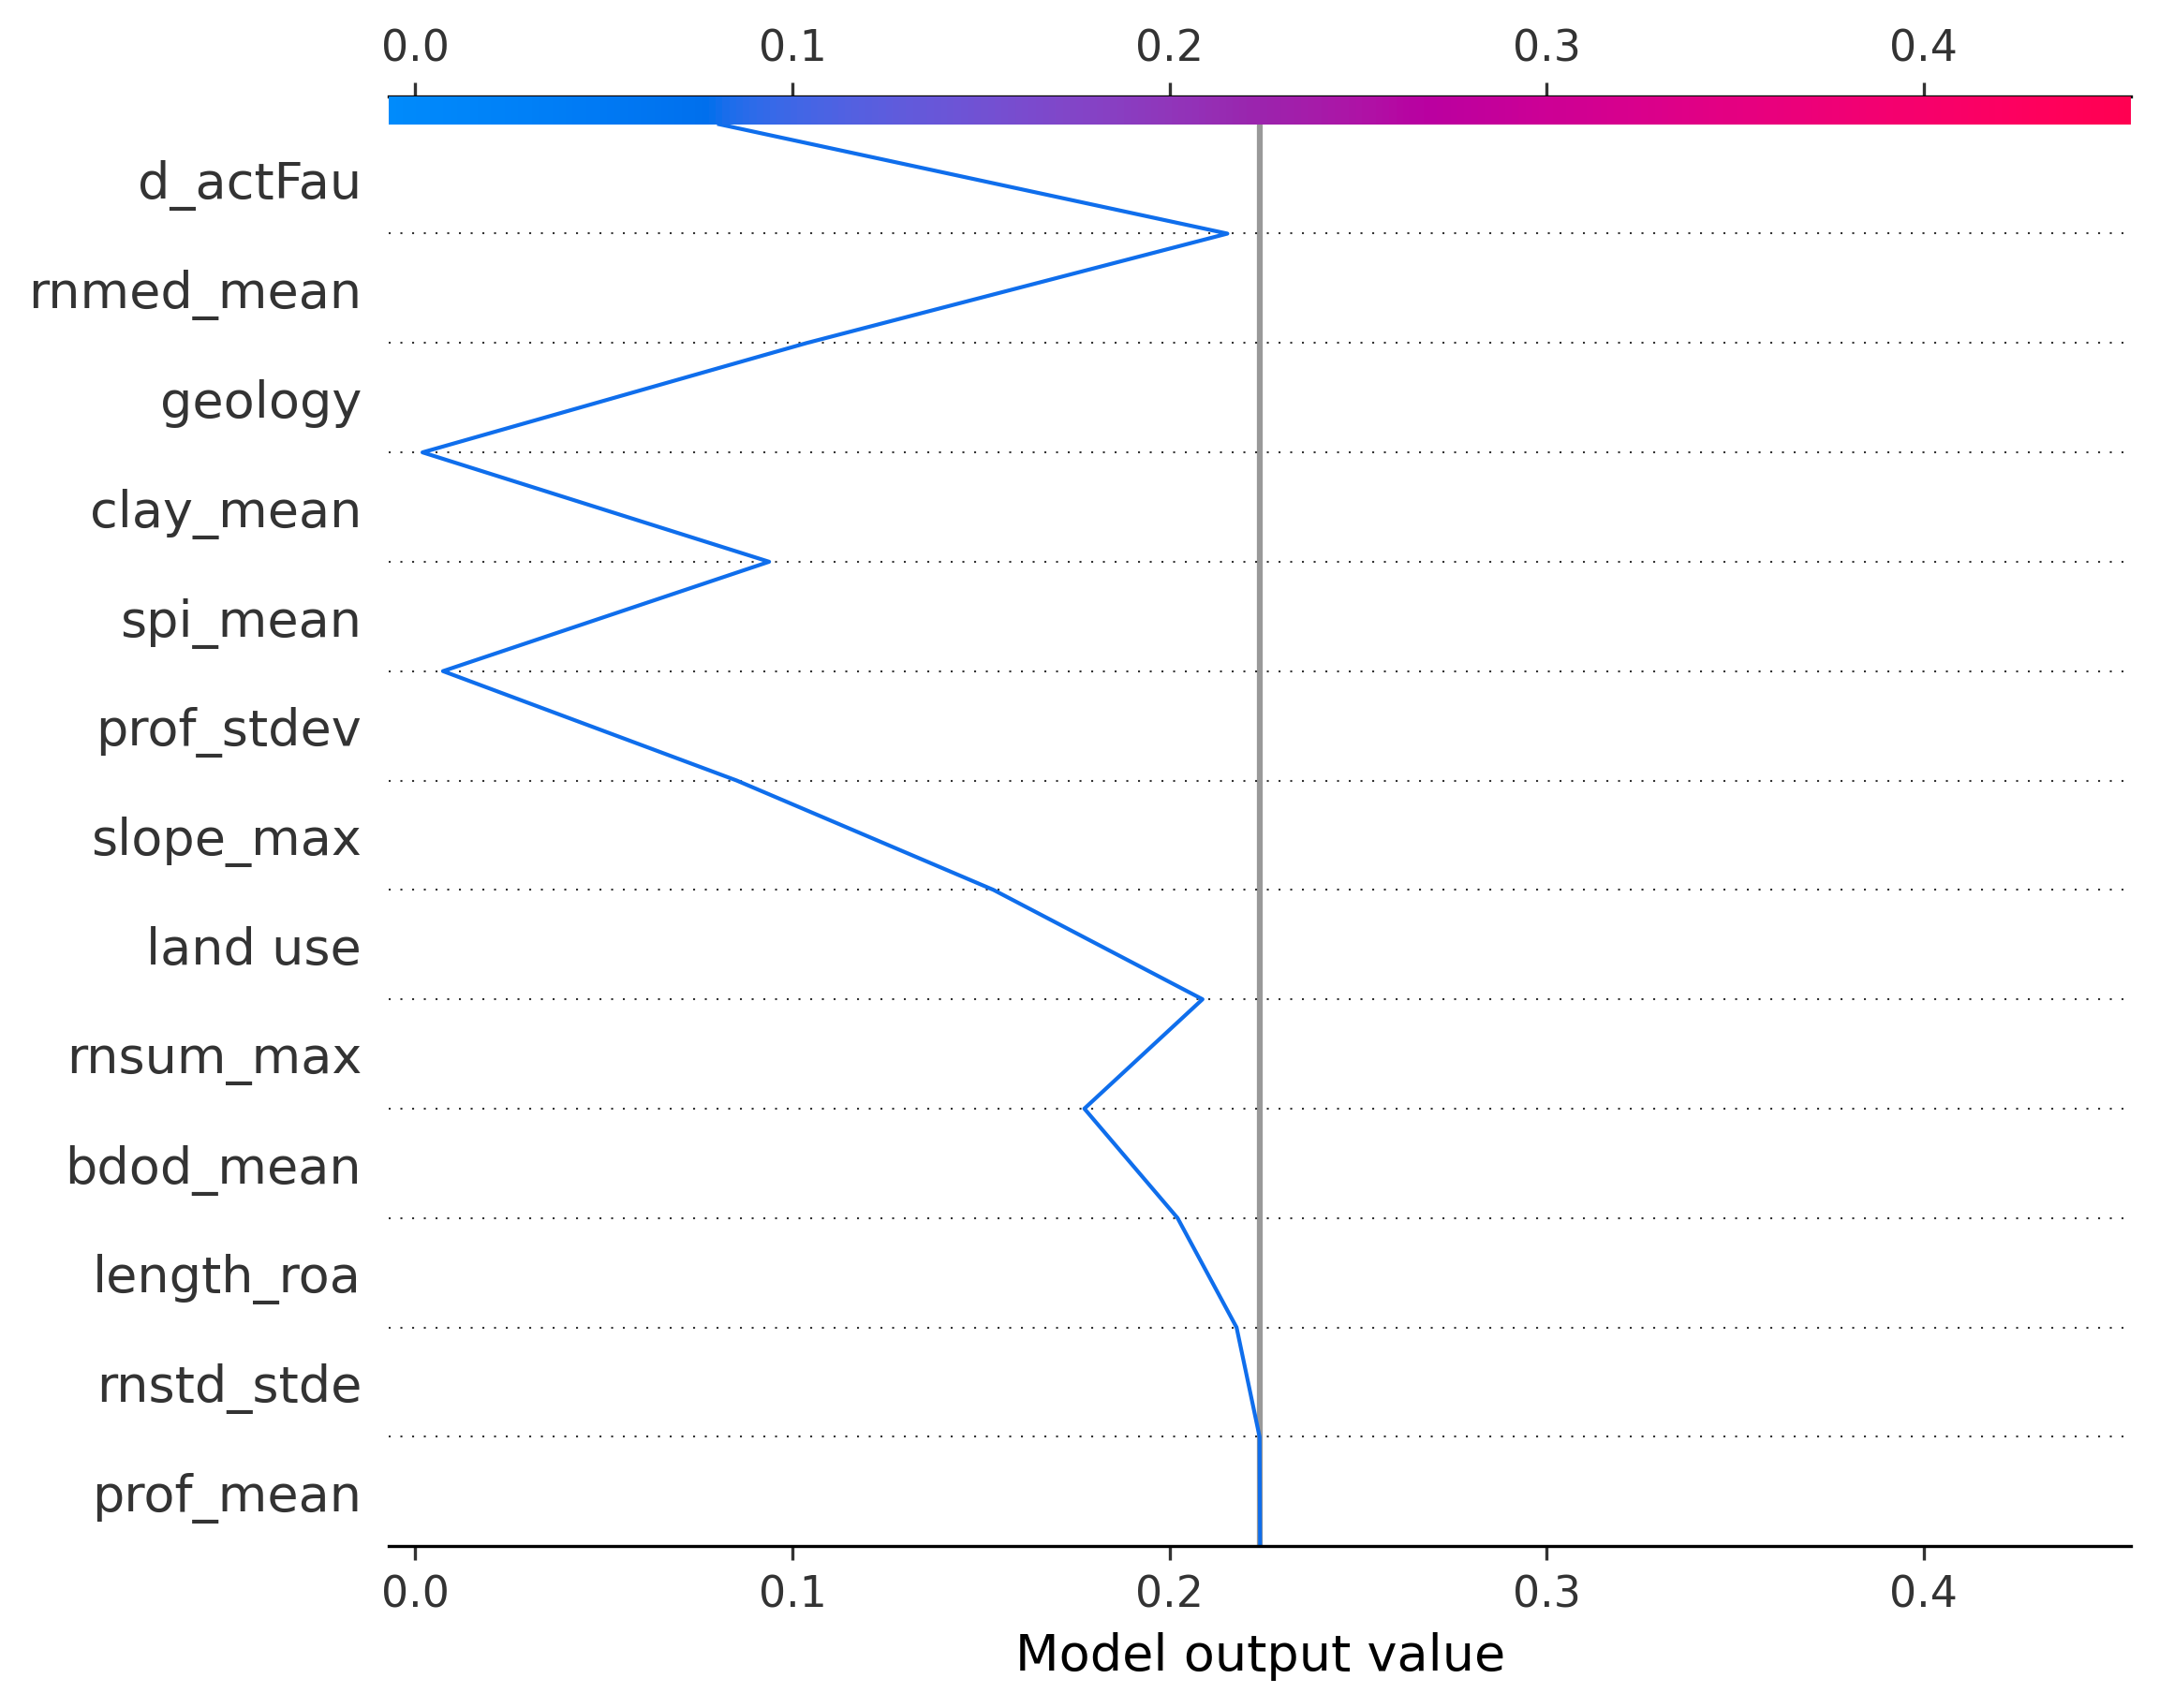 0.0 0.1 0.2 0.3 0.4
d_actFau
rnmed_mean
geology
clay_mean
spi_mean
prof_stdev
slope_max
land use
rnsum_max
bdod_mean
length_roa
rnstd_stde
prof_mean
0.0 0.1 0.2 0.3 0.4
Model output value